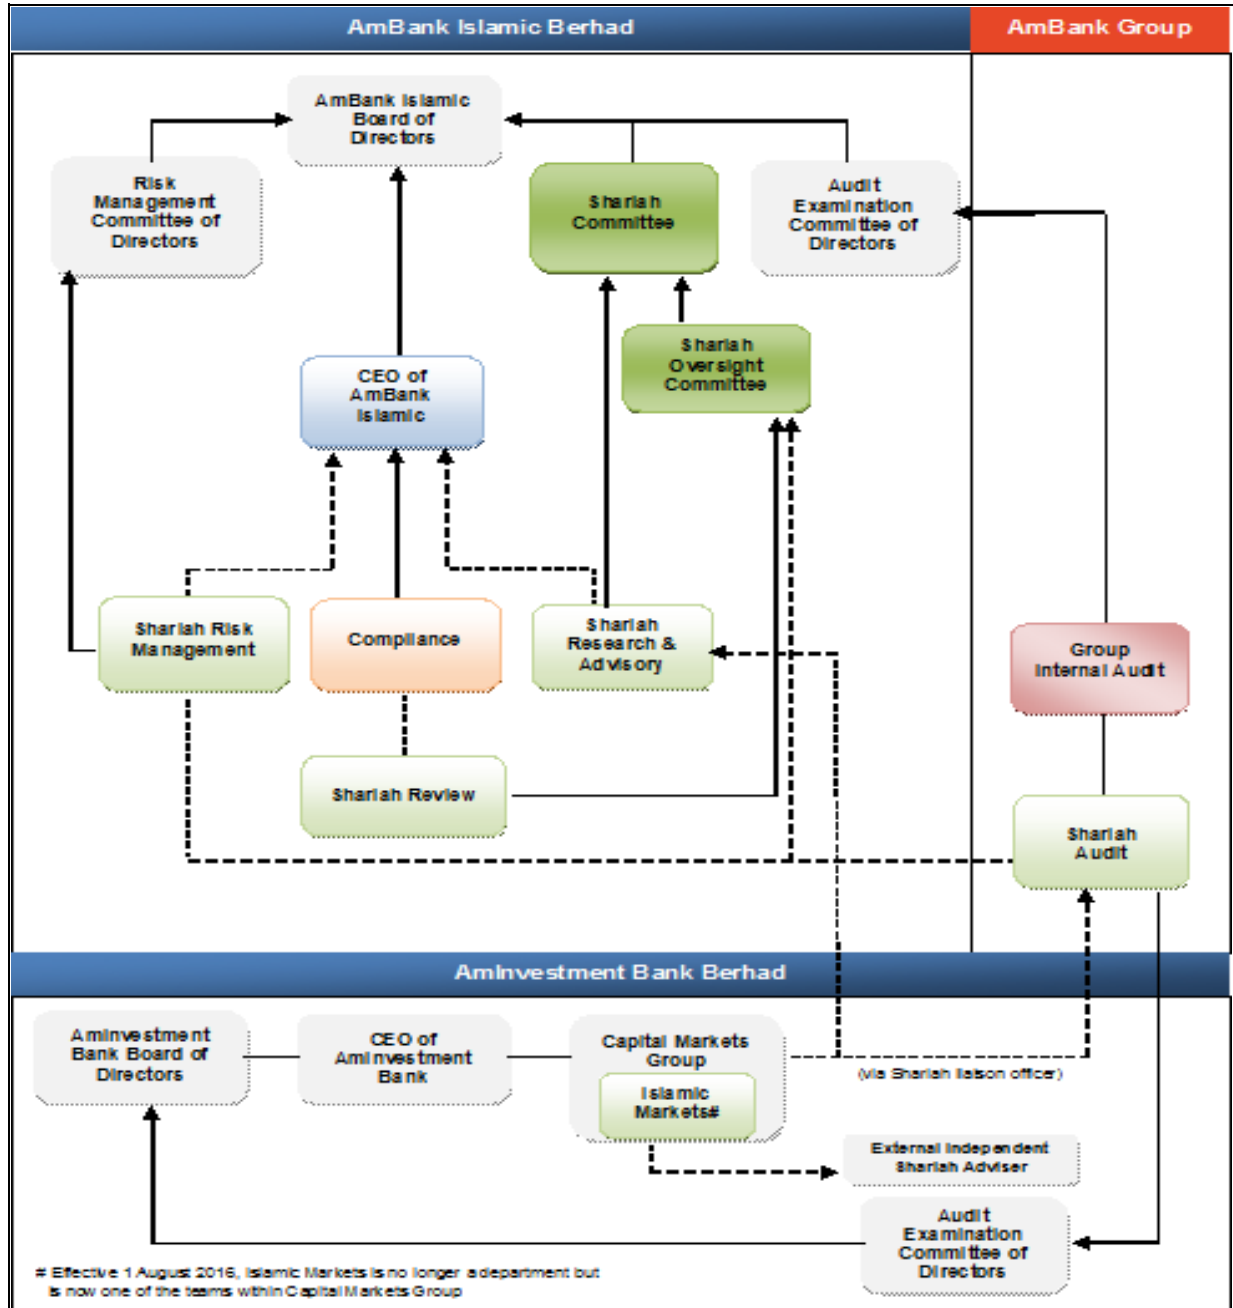 AmBank Islamic Berhad
AmBank Group
AmBank Islamic
Board of
Directors
Risk
Management
Committee of
Directors
Shariah
Committee
Audit
Examination
Committee of
Directors
Shariah
Oversight
Committee
CEO of
AmBank
Islamic
Shariah Risk
Management
Compliance
Shariah
Research &
Advisory
Group
Internal Audit
Shariah Review
Shariah
Audit
AmInvestment Bank Berhad
AmInvestment
Bank Board of
Directors
CEO of
AmInvestment
Bank
Capital Markets
Group
Islamic
Markets#
(via Shariah liaison officer)
External Independent
Shariah Adviser
Audit
Examination
Committee of
Directors
# Effective 1 August 2016, Islamic Markets is no longer a department but
is now one of the teams within Capital Markets Group